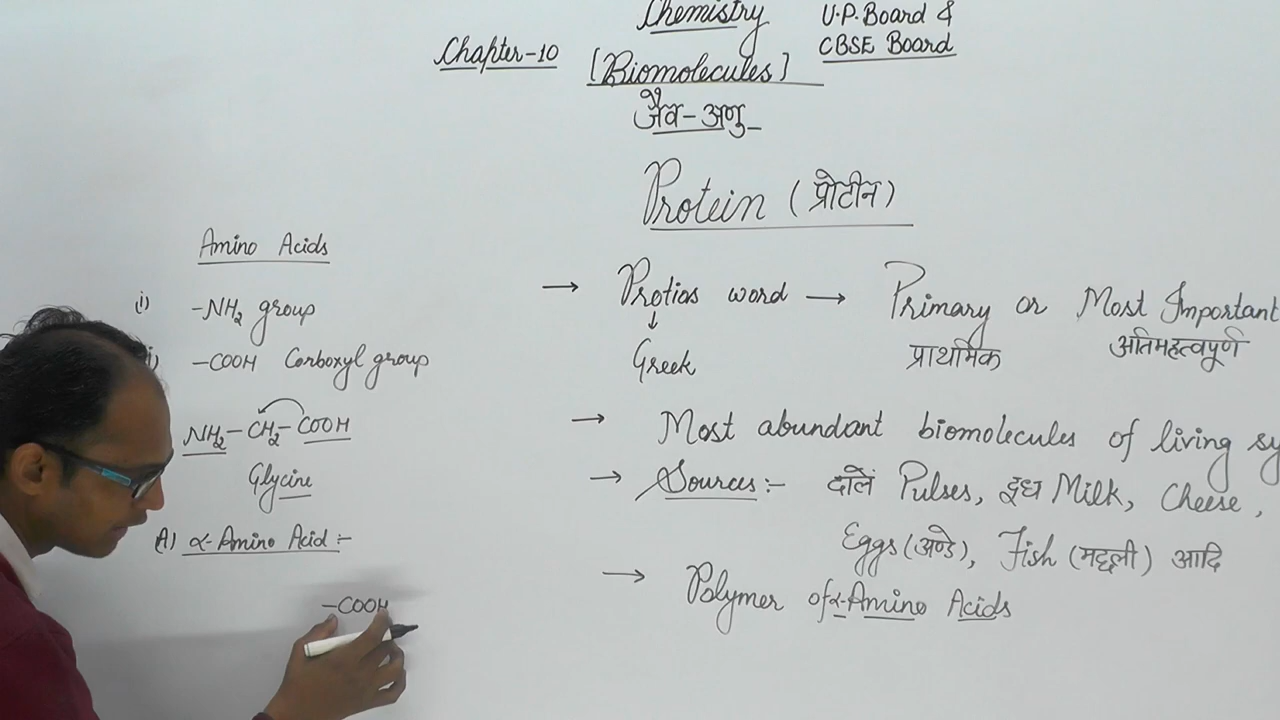 Chemistry
U.P. Board &
CBSE Board
Chapter-10
[Biomolecules]
जैव-अणु
Protein (प्रोटीन)
Amino Acids
(i) -NH2 group
-COOH Carboxyl group
NH2-CH2-COOH
Glycine
(A) α-Amino Acid:-
-COOH
→ Protios word → Primary or Most Important
↓
Greek
प्राथमिक
अतिमहत्वपूर्ण
→ Most abundant biomolecules of living sy
→ Sources:- दालें Pulses, दूध Milk, Cheese,
Eggs (अण्डे), Fish (मछली) आदि
→ Polymer of α-Amino Acids